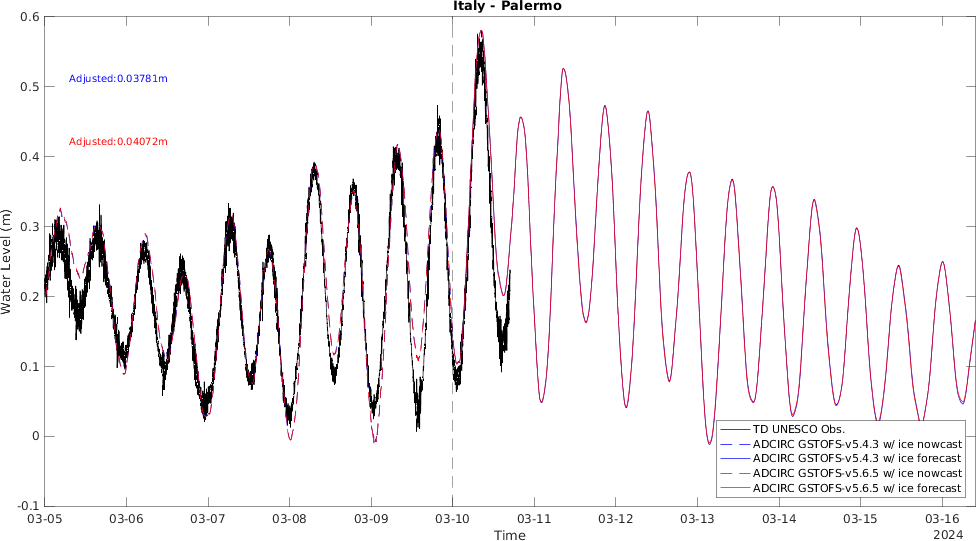 Italy - Palermo
0.6
0.5
0.4
0.3
0.2
0.1
0
-0.1
Water Level (m)
Adjusted:0.03781m
Adjusted:0.04072m
TD UNESCO Obs.
ADCIRC GSTOFS-v5.4.3 w/ ice nowcast
ADCIRC GSTOFS-v5.4.3 w/ ice forecast
ADCIRC GSTOFS-v5.6.5 w/ ice nowcast
ADCIRC GSTOFS-v5.6.5 w/ ice forecast
03-05 03-06 03-07 03-08 03-09 03-10 03-11 03-12 03-13 03-14 03-15 03-16
Time
2024